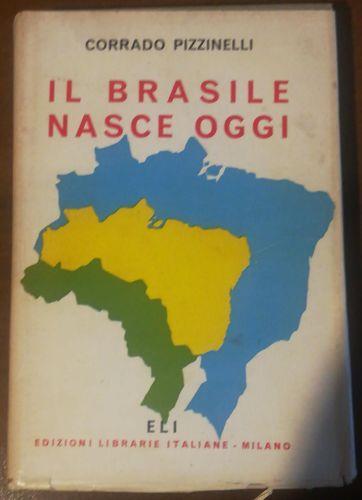 CORRADO PIZZINELLI
IL BRASILE
NASCE OGGI
ELI
EDIZIONI LIBRARIE ITALIANE - MILANO